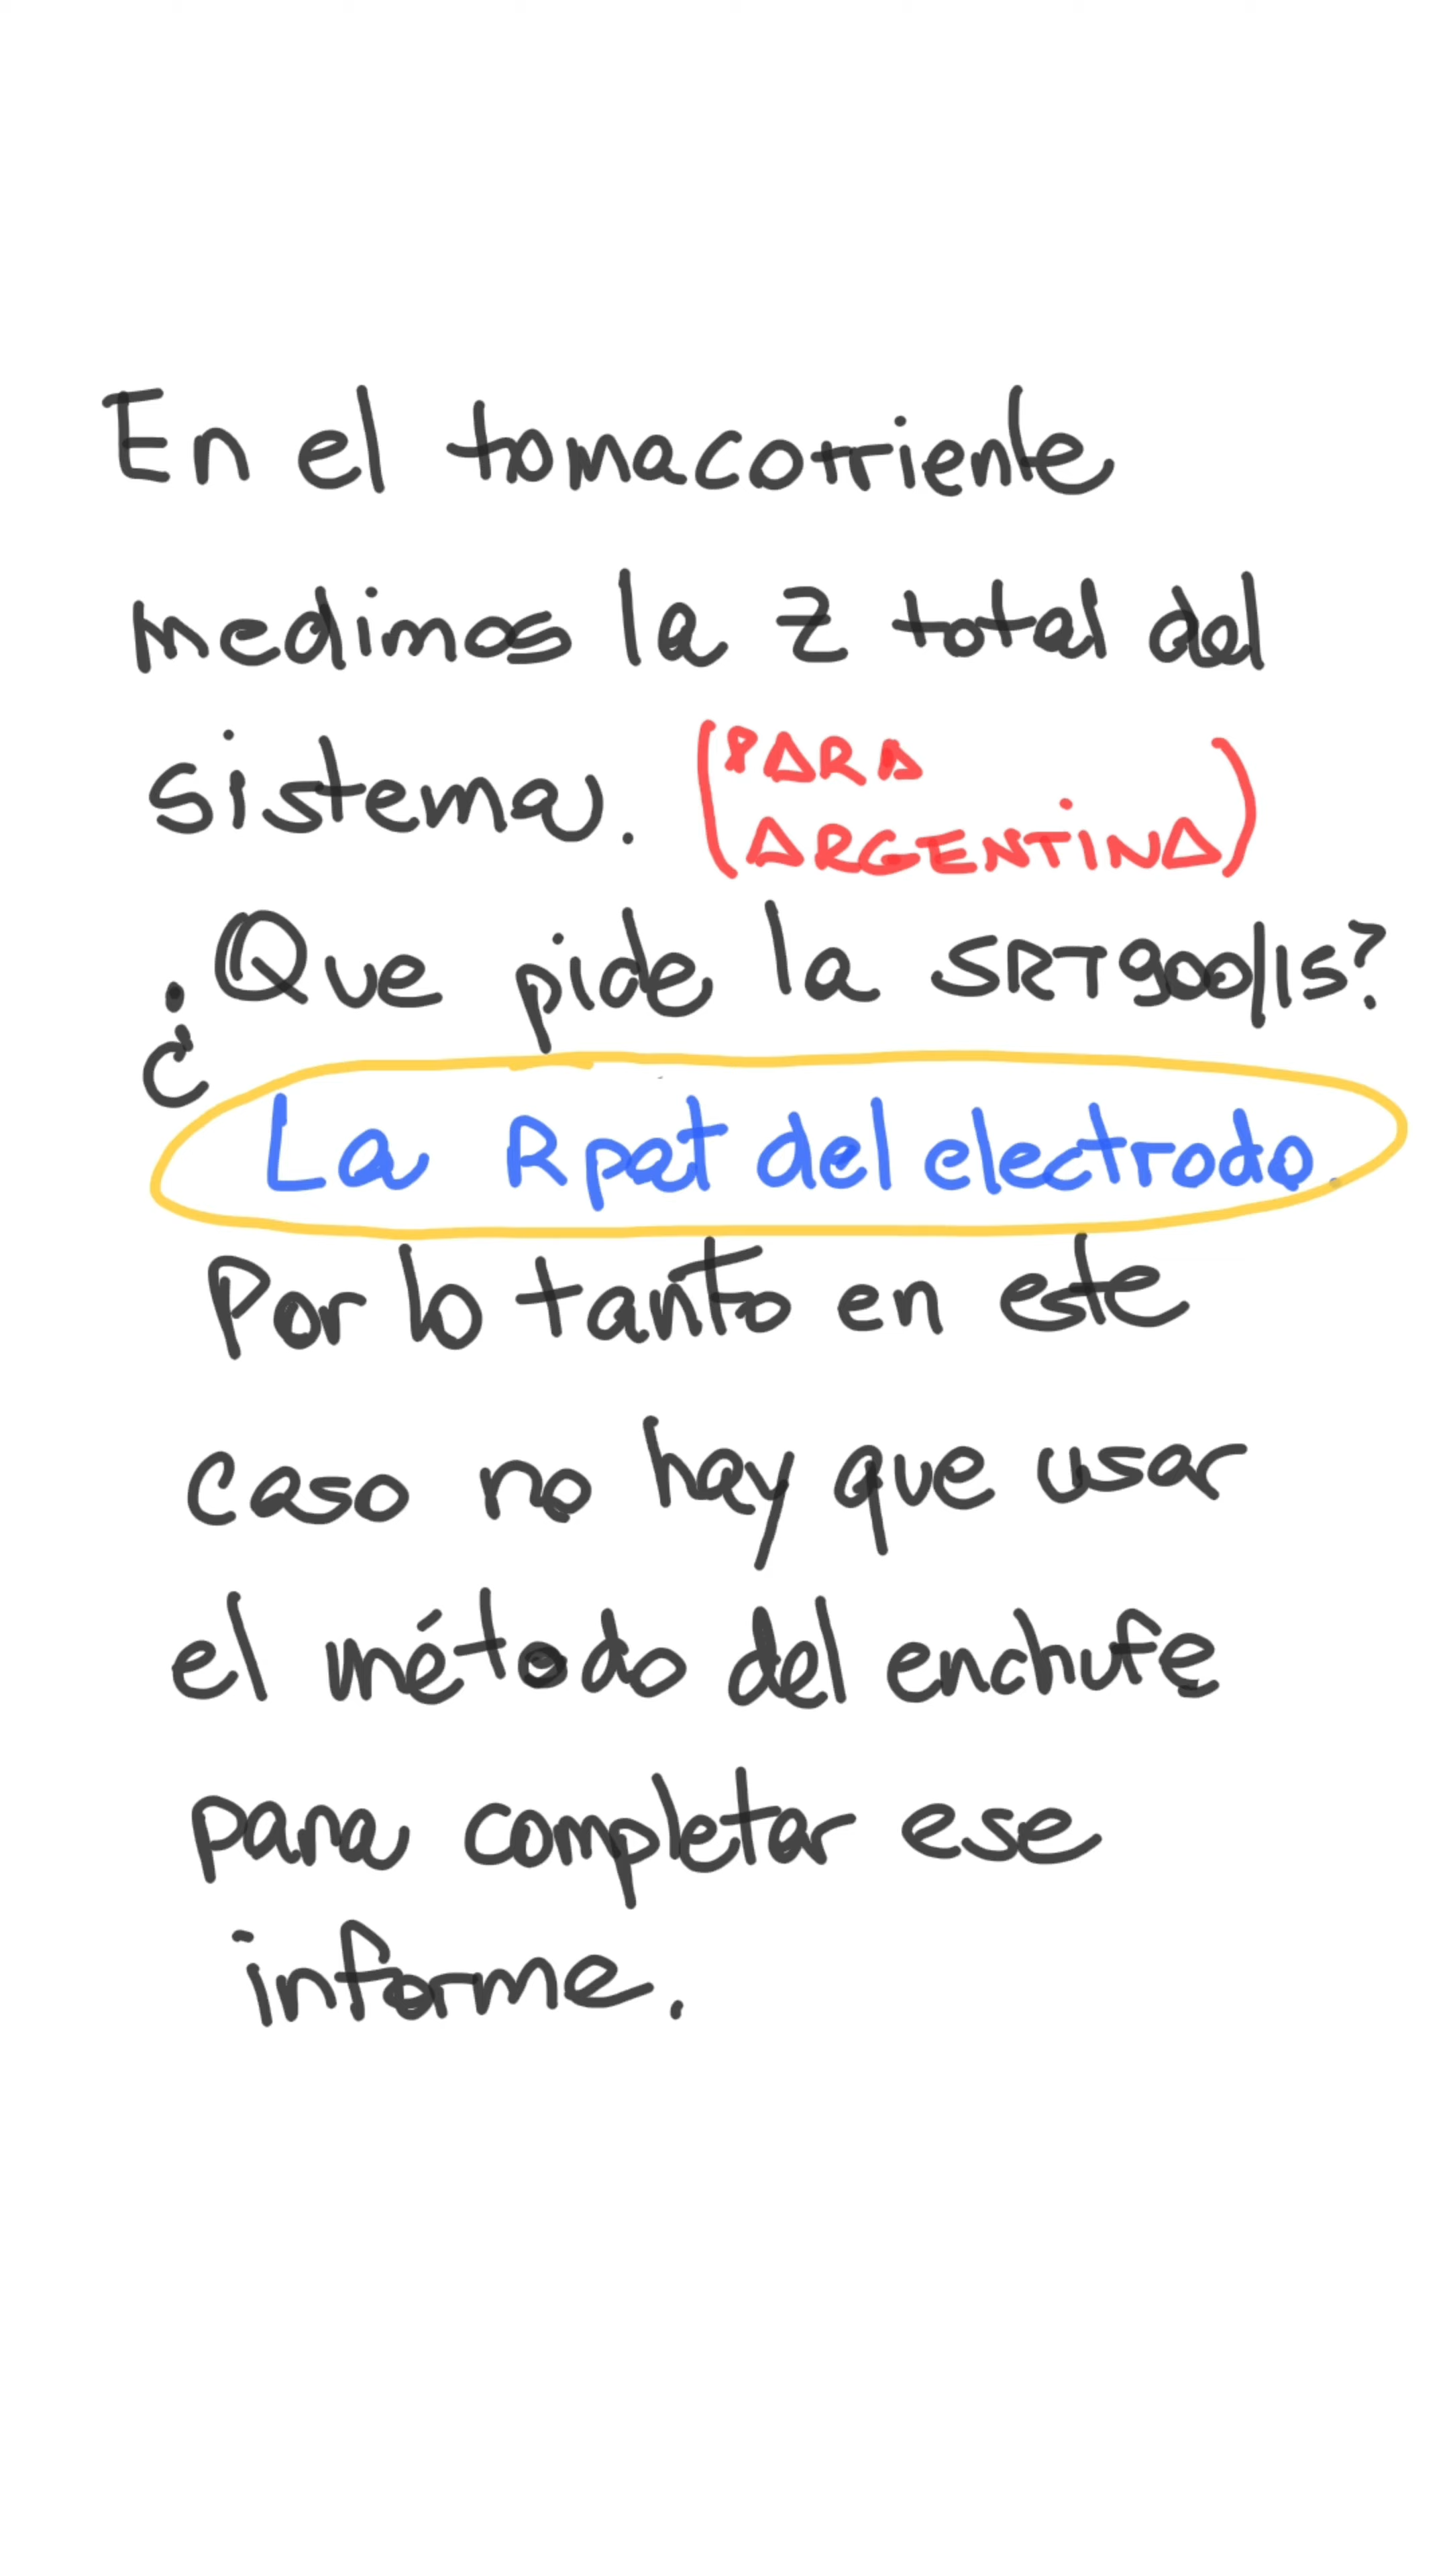 En el tomacorriente
medimos la Z total del
sistema. (PARA
ARGENTINA)
¿Que pide la SRT900/15?
La Rpat del electrodo.
Por lo tanto en este
caso no hay que usar
el método del enchufe
para completar ese
informe.